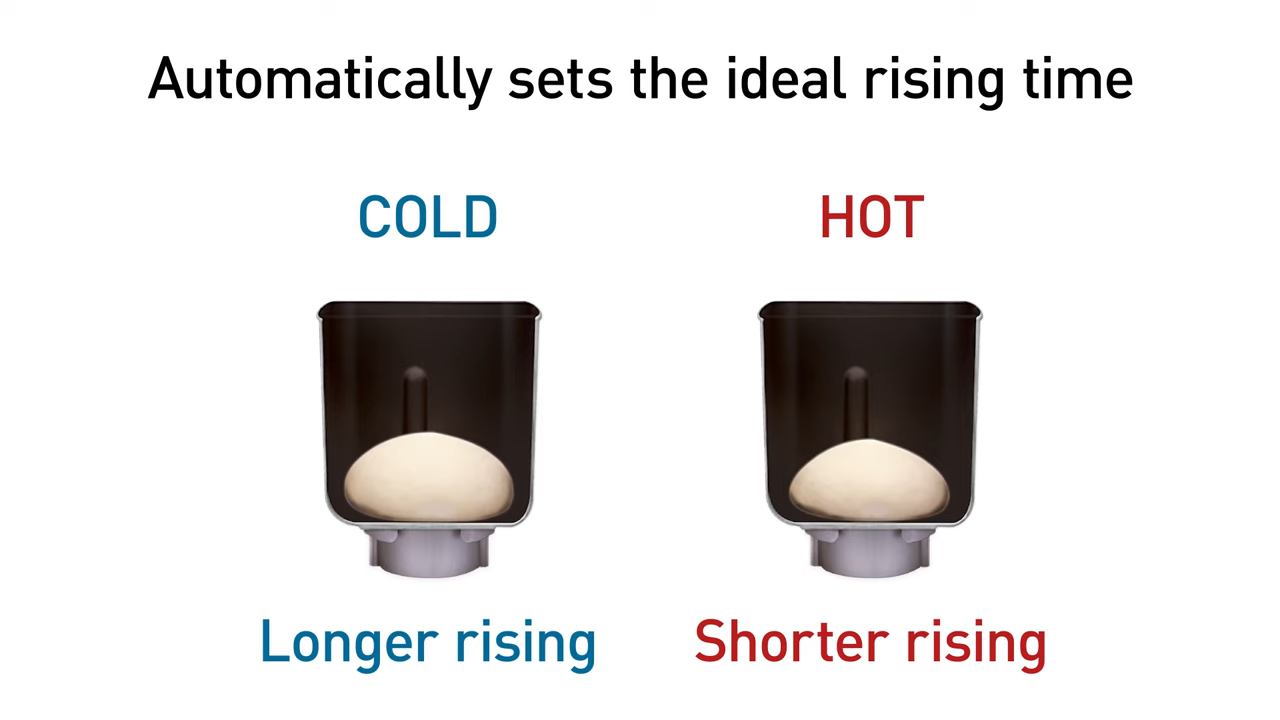 Automatically sets the ideal rising time
COLD
HOT
Longer rising
Shorter rising